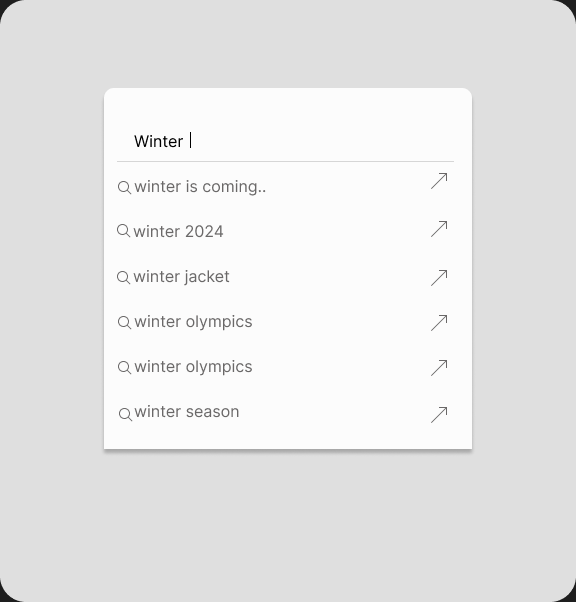 Winter
winter is coming..
winter 2024
winter jacket
winter olympics
winter olympics
winter season